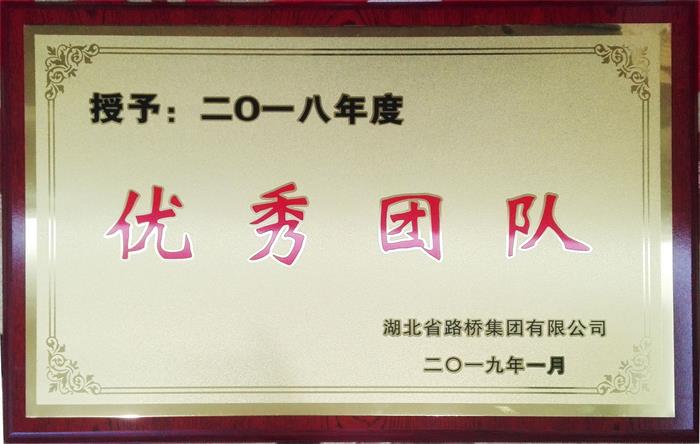 授予：二O一八年度
优秀团队
湖北省路桥集团有限公司
二〇一九年一月